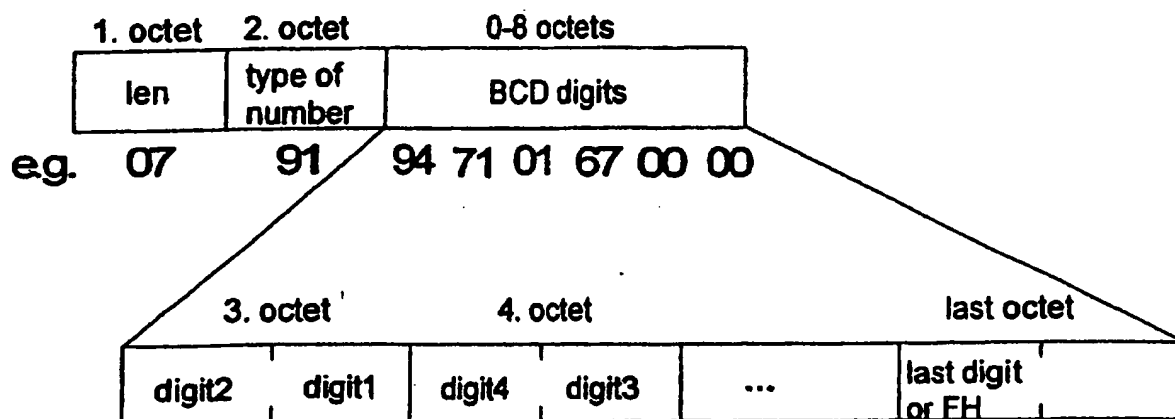 1. octet 2. octet 0-8 octets
len type of number BCD digits
e.g. 07 91 94 71 01 67 00 00
3. octet 4. octet last octet
digit2 digit1 digit4 digit3 ... last digit or FH